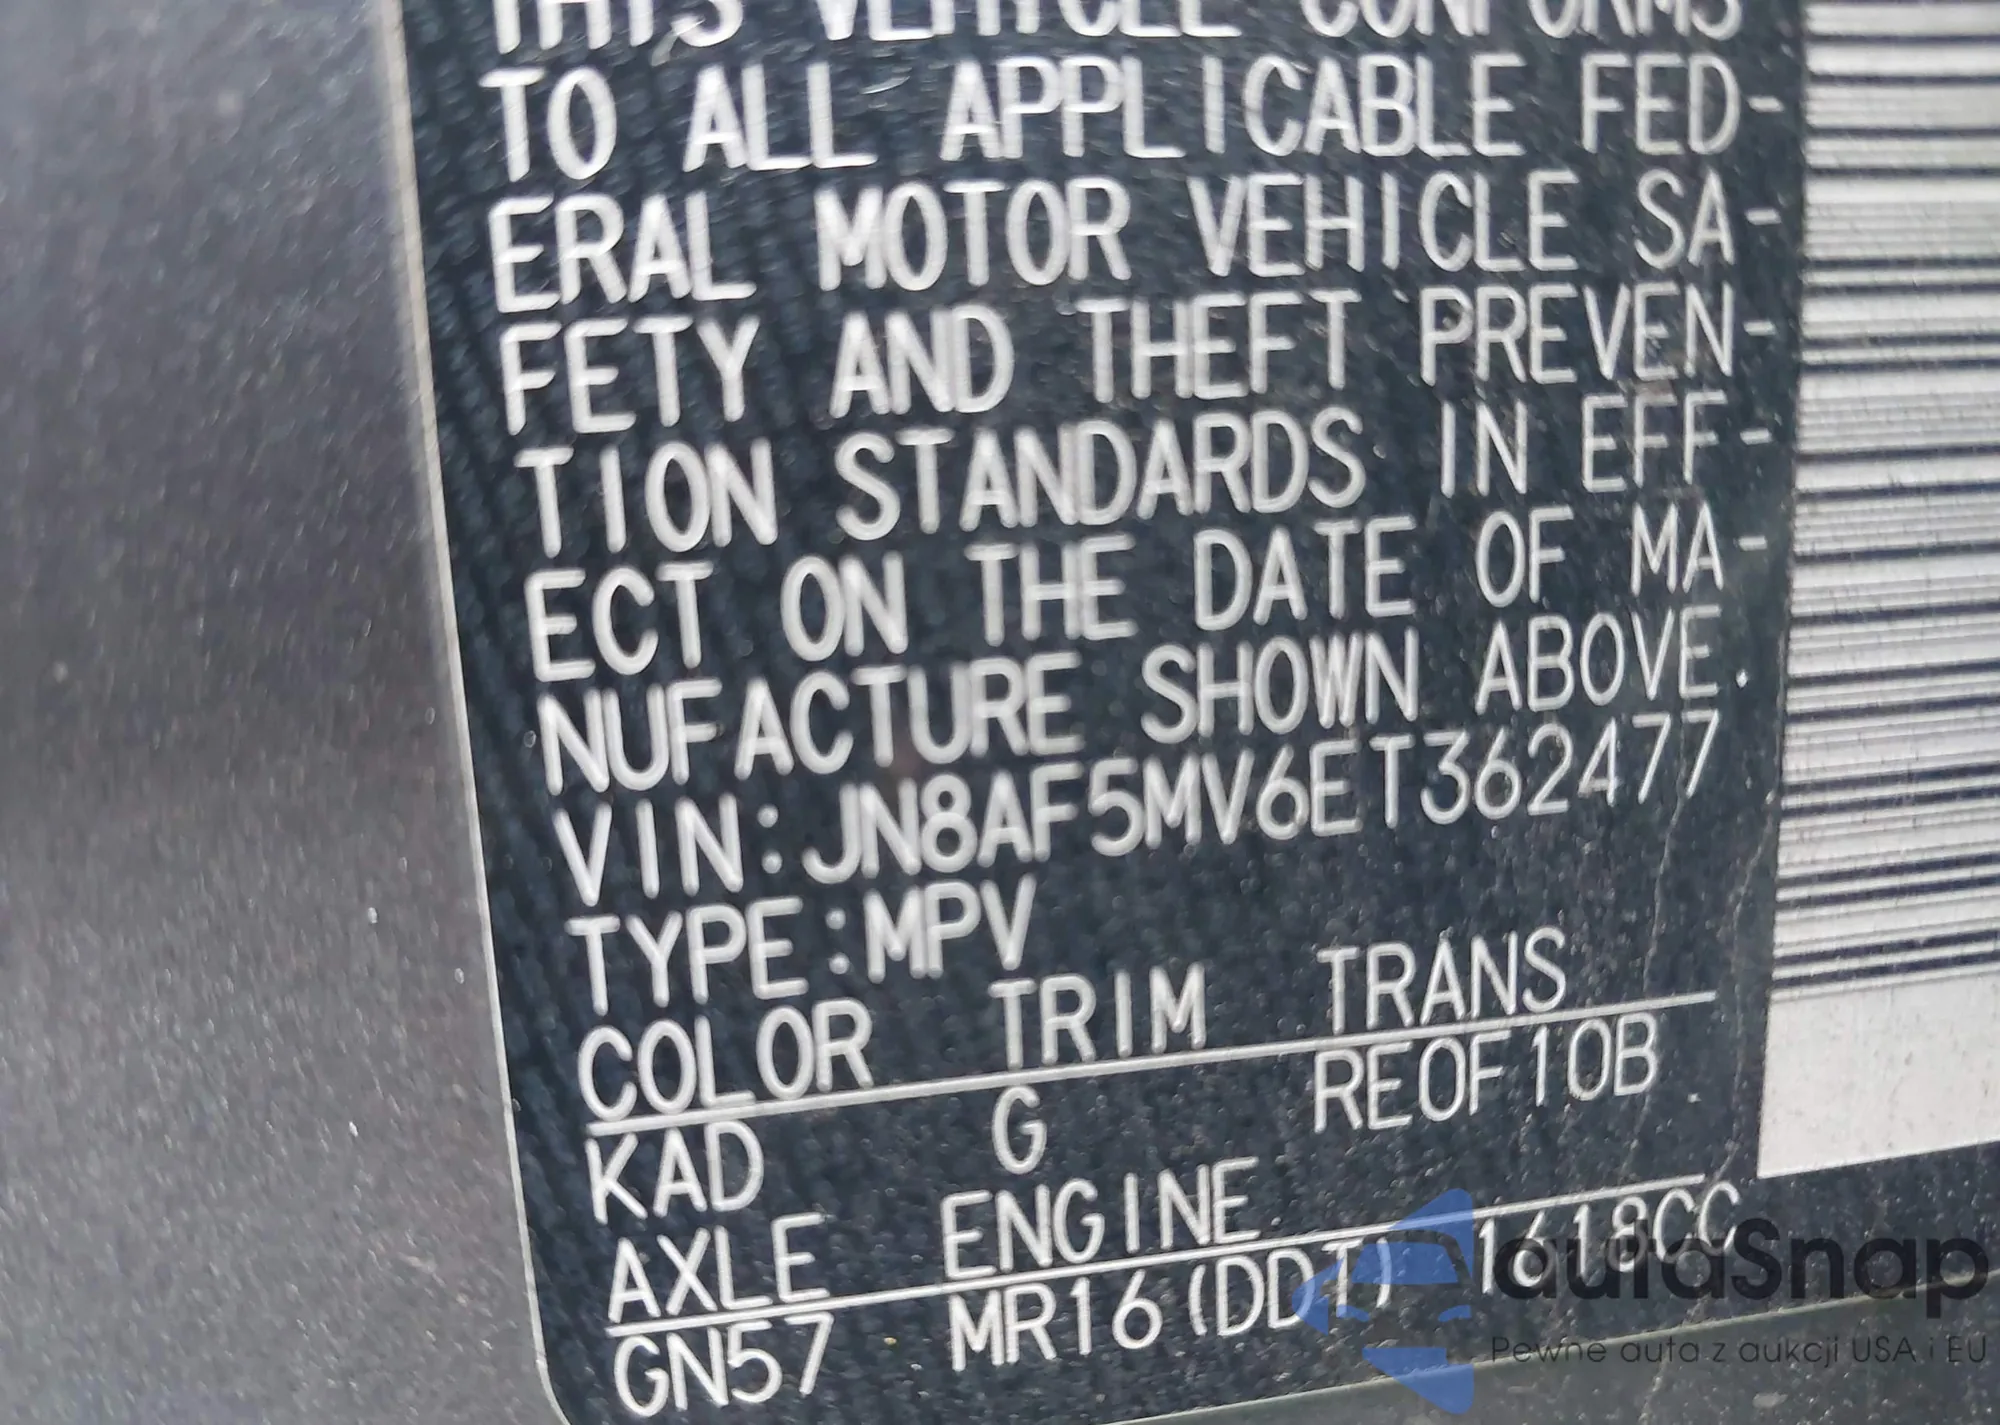 THIS VEHICLE CONFORMS
TO ALL APPLICABLE FED-
ERAL MOTOR VEHICLE SA-
FETY AND THEFT PREVEN-
TION STANDARDS IN EFF-
ECT ON THE DATE OF MA-
NUFACTURE SHOWN ABOVE.
VIN: JN8AF5MV6ET362477
TYPE:MPV
COLOR TRIM TRANS
KAD G RE0F10B
AXLE ENGINE
GN57 MR16(DDT) 1618CC
autaSnap
Pewne auta z aukcji USA i EU